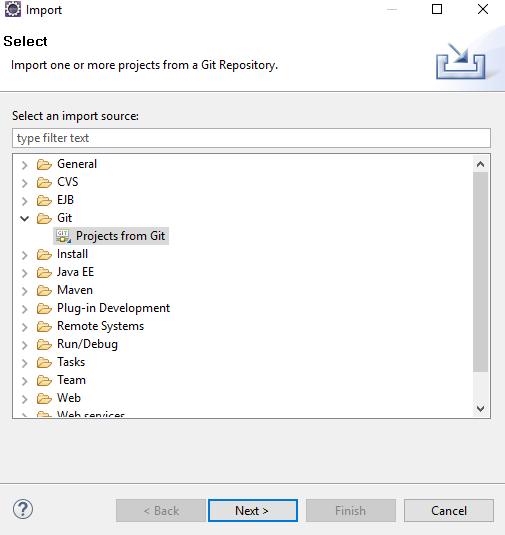 Import
Select
Import one or more projects from a Git Repository.
Select an import source:
type filter text
General
CVS
EJB
Git
GIT Projects from Git
Install
Java EE
Maven
Plug-in Development
Remote Systems
Run/Debug
Tasks
Team
Web
Web services
? < Back Next > Finish Cancel